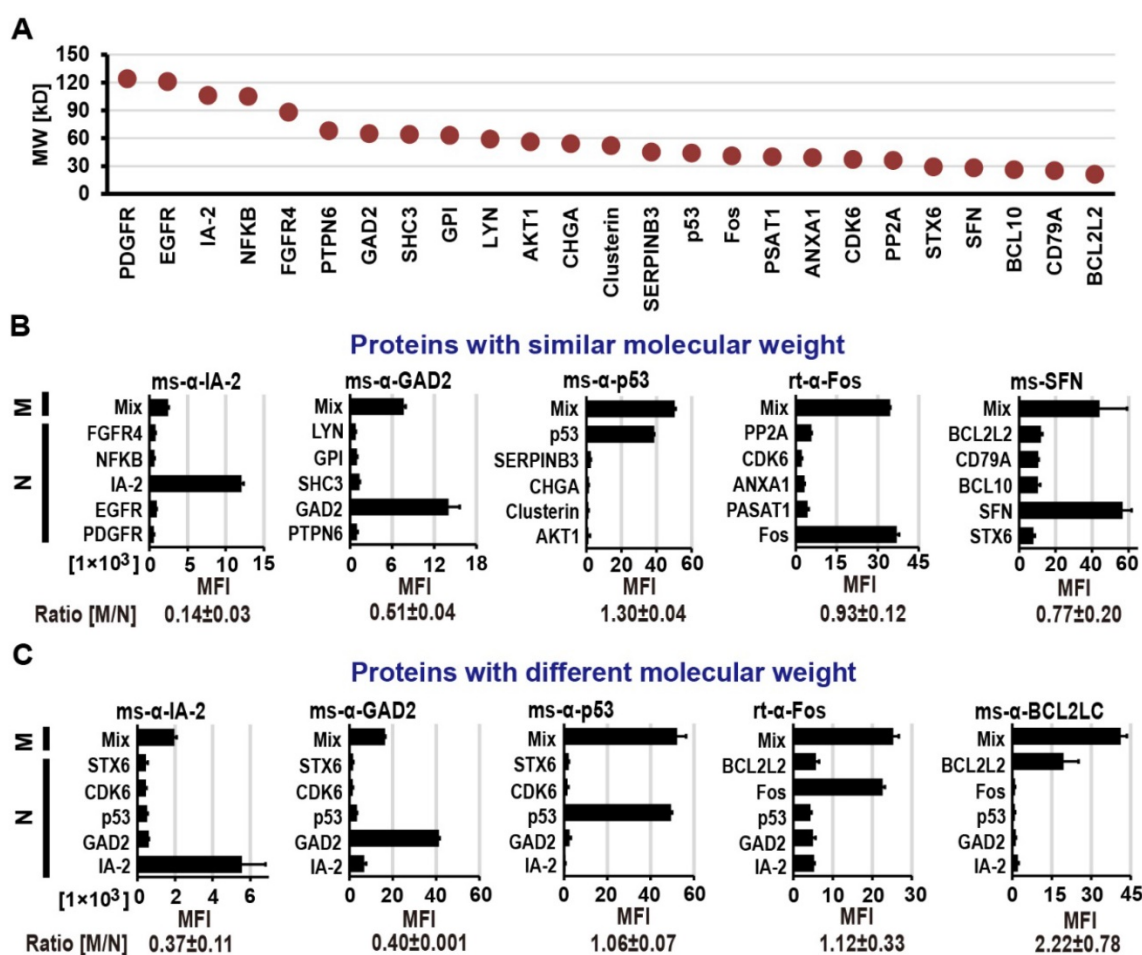 A
MW [kD]
150
120
90
60
30
0
PDGFR
EGFR
IA-2
NFKB
FGFR4
PTPN6
GAD2
SHC3
GPI
LYN
AKT1
CHGA
Clusterin
SERPINB3
p53
Fos
PSAT1
ANXA1
CDK6
PP2A
STX6
SFN
BCL10
CD79A
BCL2L2
B
Proteins with similar molecular weight
M
N
ms-α-IA-2
Mix
FGFR4
NFKB
IA-2
EGFR
PDGFR
[1×10³]
0 5 10 15
MFI
ms-α-GAD2
Mix
LYN
GPI
SHC3
GAD2
PTPN6
0 6 12 18
MFI
ms-α-p53
Mix
p53
SERPINB3
CHGA
Clusterin
AKT1
0 20 40 60
MFI
rt-α-Fos
Mix
PP2A
CDK6
ANXA1
PASAT1
Fos
0 15 30 45
MFI
ms-SFN
Mix
BCL2L2
CD79A
BCL10
SFN
STX6
0 20 40 60
MFI
Ratio [M/N] 0.14±0.03 0.51±0.04 1.30±0.04 0.93±0.12 0.77±0.20
C
Proteins with different molecular weight
M
N
ms-α-IA-2
Mix
STX6
CDK6
p53
GAD2
IA-2
[1×10³]
0 2 4 6
MFI
ms-α-GAD2
Mix
STX6
CDK6
p53
GAD2
IA-2
0 20 40 60
MFI
ms-α-p53
Mix
STX6
CDK6
p53
GAD2
IA-2
0 20 40 60
MFI
rt-α-Fos
Mix
BCL2L2
Fos
p53
GAD2
IA-2
0 10 20 30
MFI
ms-α-BCL2LC
Mix
BCL2L2
Fos
p53
GAD2
IA-2
0 15 30 45
MFI
Ratio [M/N] 0.37±0.11 0.40±0.001 1.06±0.07 1.12±0.33 2.22±0.78